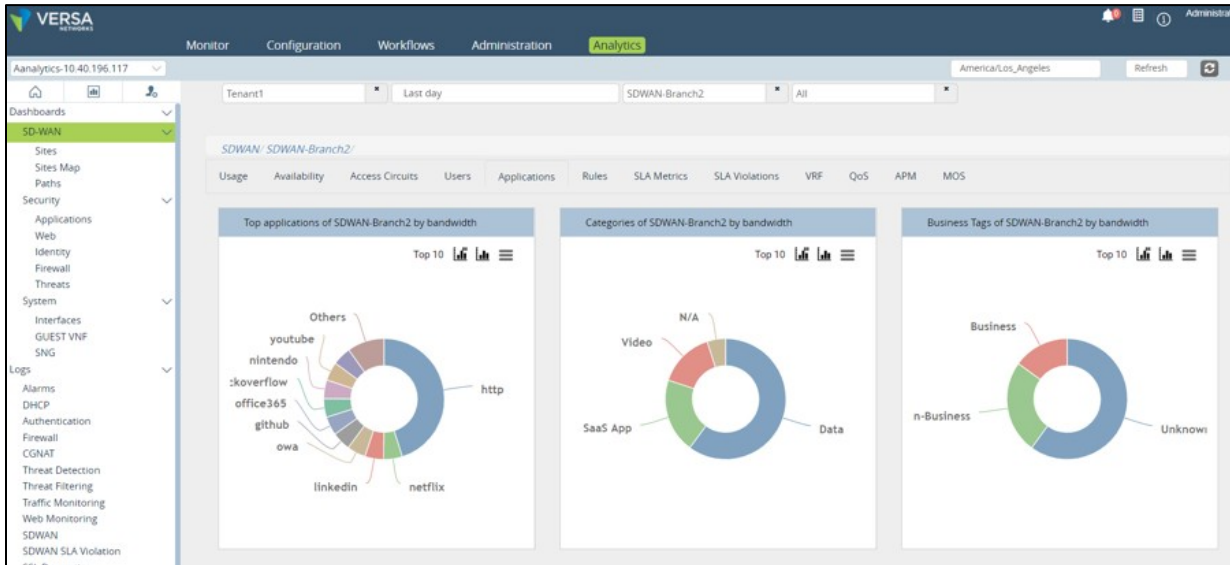 VERSA
NETWORKS
Administra
Monitor Configuration Workflows Administration Analytics
Aanalytics-10.40.196.117
America/Los_Angeles Refresh
Tenant1 Last day SDWAN-Branch2 All
Dashboards
SD-WAN
Sites
Sites Map
Paths
Security
Applications
Web
Identity
Firewall
Threats
System
Interfaces
GUEST VNF
SNG
Logs
Alarms
DHCP
Authentication
Firewall
CGNAT
Threat Detection
Threat Filtering
Traffic Monitoring
Web Monitoring
SDWAN
SDWAN SLA Violation
SDWAN/ SDWAN-Branch2/
Usage Availability Access Circuits Users Applications Rules SLA Metrics SLA Violations VRF QoS APM MOS
Top applications of SDWAN-Branch2 by bandwidth
Top 10
Others
youtube
nintendo
:koverflow
office365
github
owa
linkedin
netflix
http
Categories of SDWAN-Branch2 by bandwidth
Top 10
N/A
Video
SaaS App
Data
Business Tags of SDWAN-Branch2 by bandwidth
Top 10
Business
n-Business
Unknow